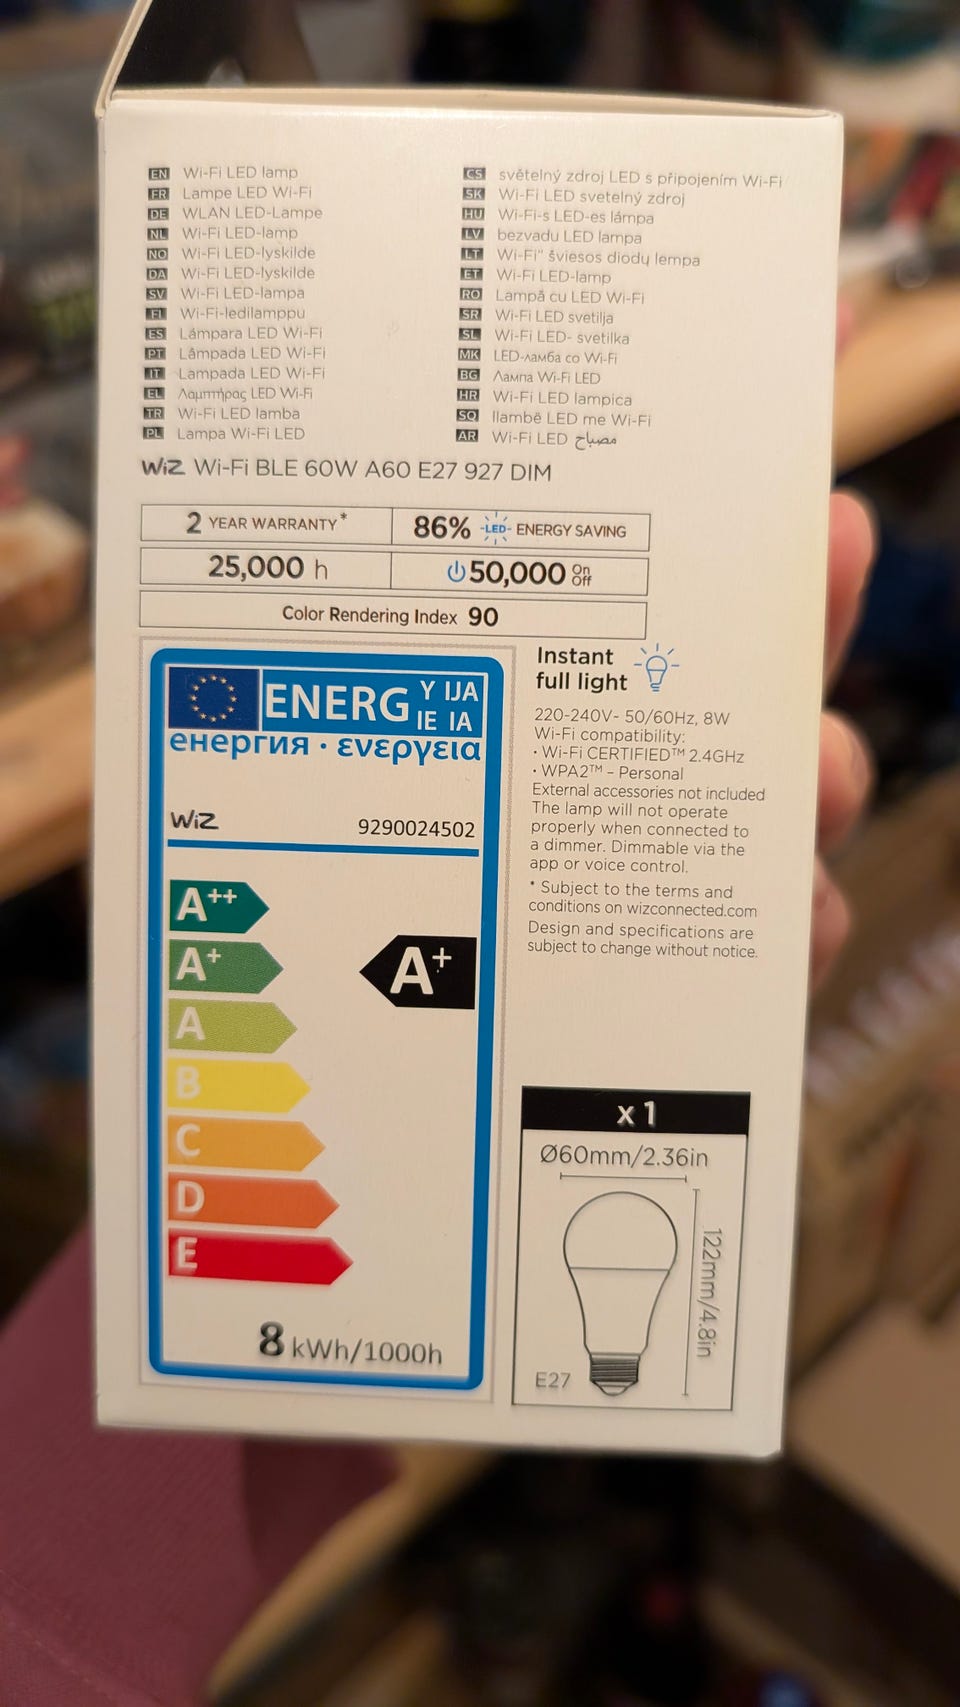 EN Wi-Fi LED lamp
FR Lampe LED Wi-Fi
DE WLAN LED-Lampe
NL Wi-Fi LED-lamp
NO Wi-Fi LED-lyskilde
DA Wi-Fi LED-lyskilde
SV Wi-Fi LED-lampa
FI Wi-Fi-ledilamppu
ES Lámpara LED Wi-Fi
PT Lâmpada LED Wi-Fi
IT Lampada LED Wi-Fi
EL Λαμπτήρας LED Wi-Fi
TR Wi-Fi LED lamba
PL Lampa Wi-Fi LED
CS světelný zdroj LED s připojením Wi-Fi
SK Wi-Fi LED svetelný zdroj
HU Wi-Fi-s LED-es lámpa
LV bezvadu LED lampa
LT Wi-Fi" šviesos diodų lempa
ET Wi-Fi LED-lamp
RO Lampă cu LED Wi-Fi
SR Wi-Fi LED svetilja
SL Wi-Fi LED- svetilka
MK LED-ламба со Wi-Fi
BG Лампа Wi-Fi LED
HR Wi-Fi LED lampica
SQ llambë LED me Wi-Fi
AR Wi-Fi LED مصباح
WiZ Wi-Fi BLE 60W A60 E27 927 DIM
2 YEAR WARRANTY*
86% LED ENERGY SAVING
25,000 h
50,000 On Off
Color Rendering Index 90
ENERG Y IJA
IE IA
енергия · ενεργεια
WiZ 9290024502
A++
A+
A
B
C
D
E
A+
8 kWh/1000h
Instant
full light
220-240V~ 50/60Hz, 8W
Wi-Fi compatibility:
· Wi-Fi CERTIFIED™ 2.4GHz
· WPA2™ – Personal
External accessories not included
The lamp will not operate
properly when connected to
a dimmer. Dimmable via the
app or voice control.
* Subject to the terms and
conditions on wizconnected.com
Design and specifications are
subject to change without notice.
x 1
Ø60mm/2.36in
122mm/4.8in
E27